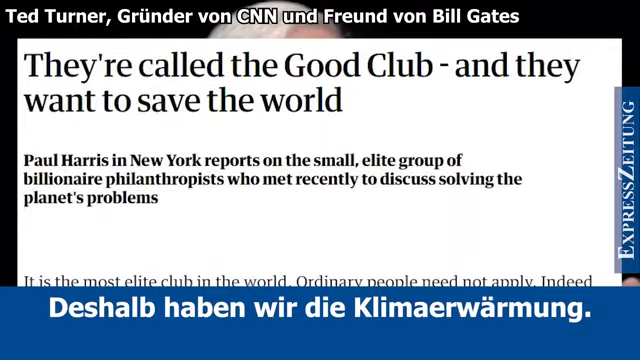 Ted Turner, Gründer von CNN und Freund von Bill Gates
They're called the Good Club - and they
want to save the world
Paul Harris in New York reports on the small, elite group of
billionaire philanthropists who met recently to discuss solving the
planet's problems
It is the most elite club in the world. Ordinary people need not apply. Indeed
EXPRESSZEITUNG
Deshalb haben wir die Klimaerwärmung.